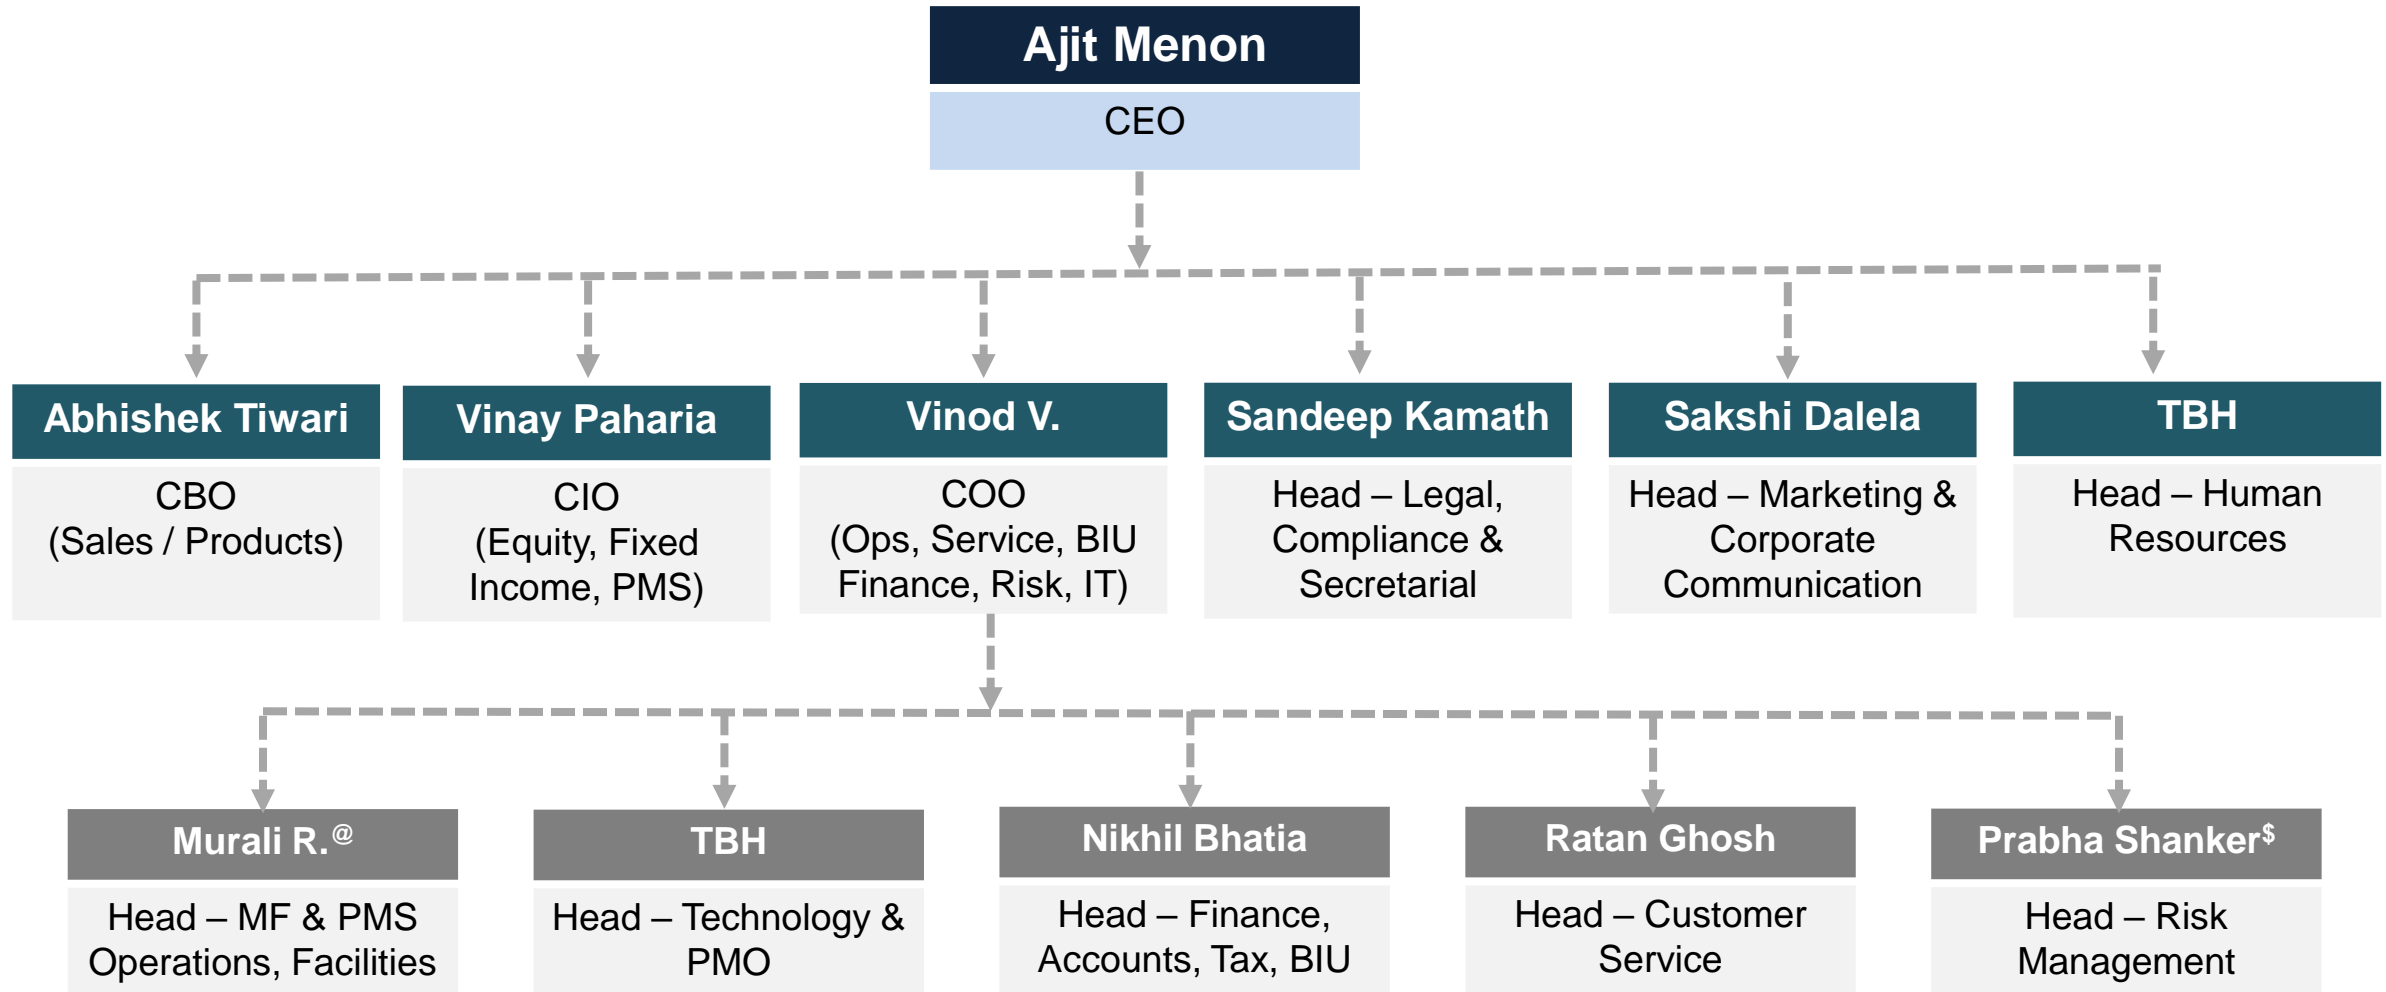 Ajit Menon
CEO
Abhishek Tiwari
CBO
(Sales / Products)
Vinay Paharia
CIO
(Equity, Fixed
Income, PMS)
Vinod V.
COO
(Ops, Service, BIU
Finance, Risk, IT)
Sandeep Kamath
Head – Legal,
Compliance &
Secretarial
Sakshi Dalela
Head – Marketing &
Corporate
Communication
TBH
Head – Human
Resources
Murali R.@
Head – MF & PMS
Operations, Facilities
TBH
Head – Technology &
PMO
Nikhil Bhatia
Head – Finance,
Accounts, Tax, BIU
Ratan Ghosh
Head – Customer
Service
Prabha Shanker$
Head – Risk
Management